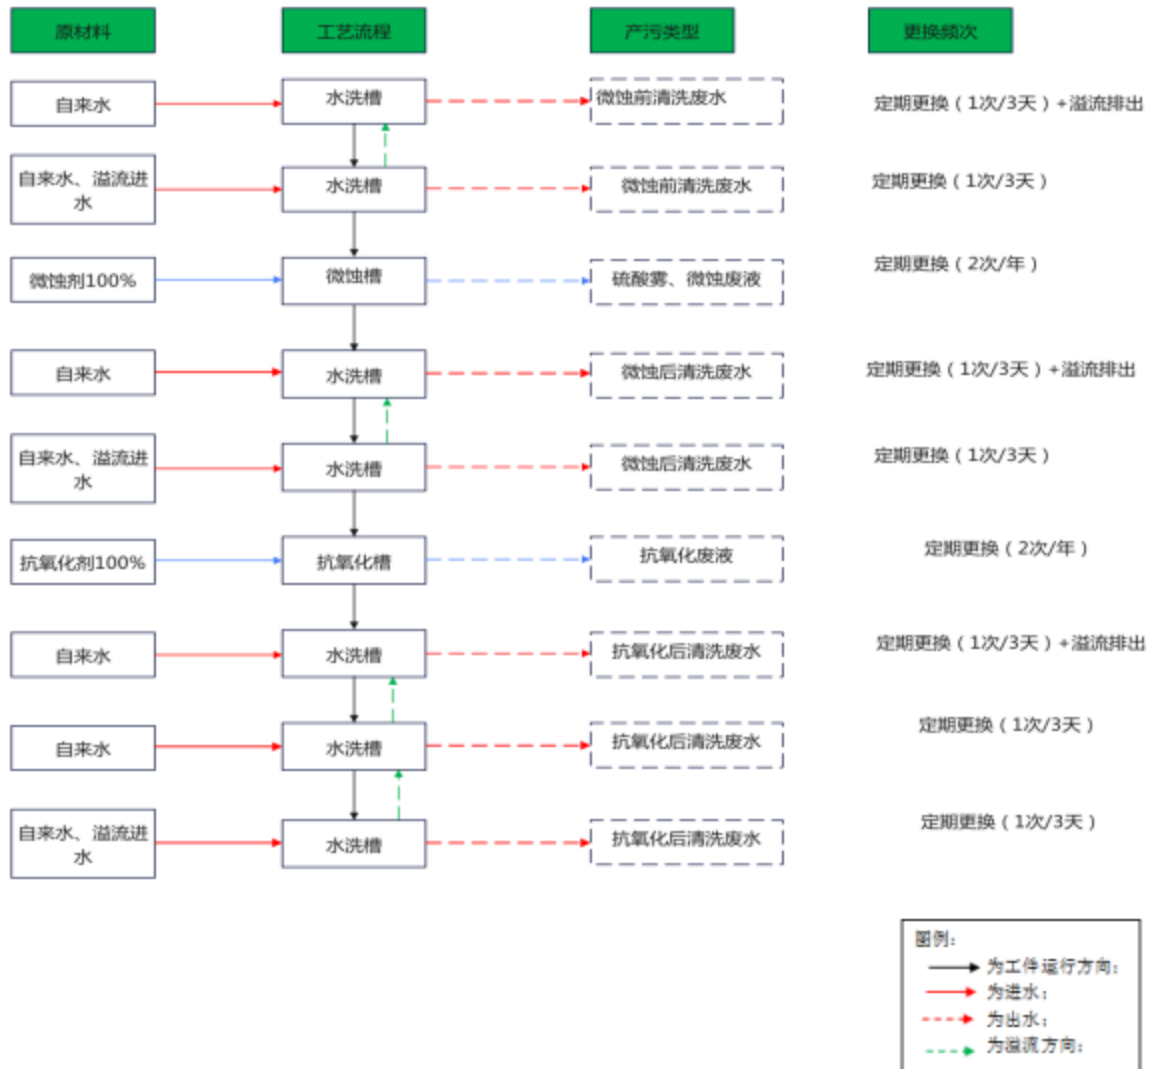 原材料 工艺流程 产污类型 更换频次
自来水 水洗槽 微蚀前清洗废水 定期更换（1次/3天）+溢流排出
自来水、溢流进
水 水洗槽 微蚀前清洗废水 定期更换（1次/3天）
微蚀剂100% 微蚀槽 硫酸雾、微蚀废液 定期更换（2次/年）
自来水 水洗槽 微蚀后清洗废水 定期更换（1次/3天）+溢流排出
自来水、溢流进
水 水洗槽 微蚀后清洗废水 定期更换（1次/3天）
抗氧化剂100% 抗氧化槽 抗氧化废液 定期更换（2次/年）
自来水 水洗槽 抗氧化后清洗废水 定期更换（1次/3天）+溢流排出
自来水 水洗槽 抗氧化后清洗废水 定期更换（1次/3天）
自来水、溢流进
水 水洗槽 抗氧化后清洗废水 定期更换（1次/3天）
图例：
为工件运行方向；
为进水；
为出水；
为溢流方向；